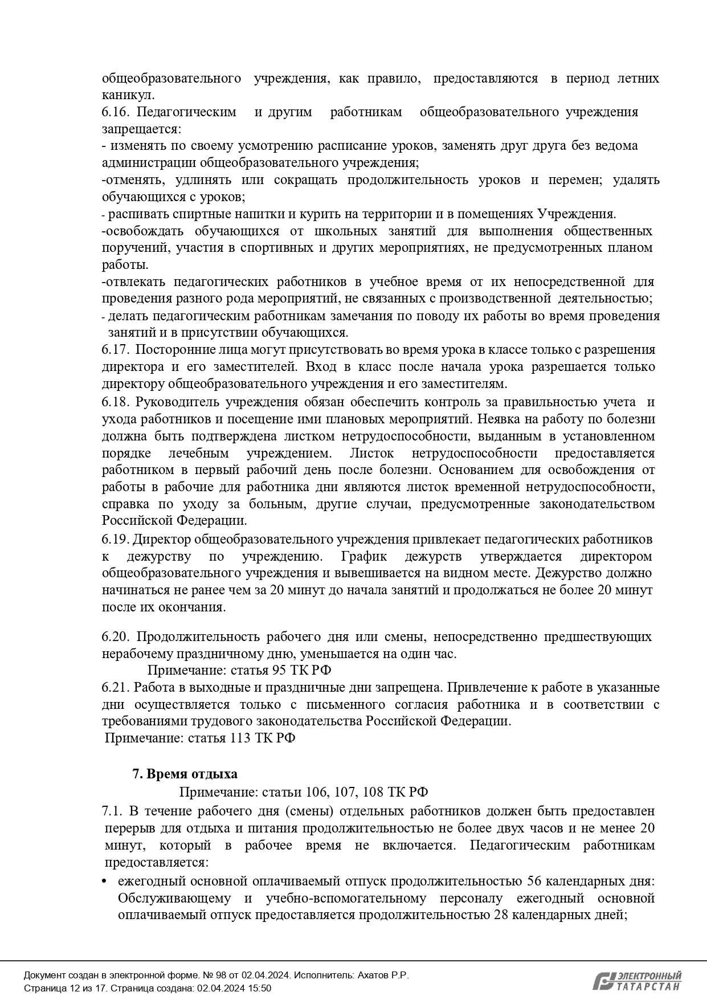 общеобразовательного учреждения, как правило, предоставляются в период летних
каникул.
6.16. Педагогическим и другим работникам общеобразовательного учреждения
запрещается:
- изменять по своему усмотрению расписание уроков, заменять друг друга без ведома
администрации общеобразовательного учреждения;
-отменять, удлинять или сокращать продолжительность уроков и перемен; удалять
обучающихся с уроков;
- распивать спиртные напитки и курить на территории и в помещениях Учреждения.
-освобождать обучающихся от школьных занятий для выполнения общественных
поручений, участия в спортивных и других мероприятиях, не предусмотренных планом
работы.
-отвлекать педагогических работников в учебное время от их непосредственной для
проведения разного рода мероприятий, не связанных с производственной деятельностью;
- делать педагогическим работникам замечания по поводу их работы во время проведения
занятий и в присутствии обучающихся.
6.17. Посторонние лица могут присутствовать во время урока в классе только с разрешения
директора и его заместителей. Вход в класс после начала урока разрешается только
директору общеобразовательного учреждения и его заместителям.
6.18. Руководитель учреждения обязан обеспечить контроль за правильностью учета и
ухода работников и посещение ими плановых мероприятий. Неявка на работу по болезни
должна быть подтверждена листком нетрудоспособности, выданным в установленном
порядке лечебным учреждением. Листок нетрудоспособности предоставляется
работником в первый рабочий день после болезни. Основанием для освобождения от
работы в рабочие для работника дни являются листок временной нетрудоспособности,
справка по уходу за больным, другие случаи, предусмотренные законодательством
Российской Федерации.
6.19. Директор общеобразовательного учреждения привлекает педагогических работников
к дежурству по учреждению. График дежурств утверждается директором
общеобразовательного учреждения и вывешивается на видном месте. Дежурство должно
начинаться не ранее чем за 20 минут до начала занятий и продолжаться не более 20 минут
после их окончания.
6.20. Продолжительность рабочего дня или смены, непосредственно предшествующих
нерабочему праздничному дню, уменьшается на один час.
Примечание: статья 95 ТК РФ
6.21. Работа в выходные и праздничные дни запрещена. Привлечение к работе в указанные
дни осуществляется только с письменного согласия работника и в соответствии с
требованиями трудового законодательства Российской Федерации.
Примечание: статья 113 ТК РФ
7. Время отдыха
Примечание: статьи 106, 107, 108 ТК РФ
7.1. В течение рабочего дня (смены) отдельных работников должен быть предоставлен
перерыв для отдыха и питания продолжительностью не более двух часов и не менее 20
минут, который в рабочее время не включается. Педагогическим работникам
предоставляется:
• ежегодный основной оплачиваемый отпуск продолжительностью 56 календарных дня:
Обслуживающему и учебно-вспомогательному персоналу ежегодный основной
оплачиваемый отпуск предоставляется продолжительностью 28 календарных дней;
Документ создан в электронной форме. № 98 от 02.04.2024. Исполнитель: Ахатов Р.Р.
Страница 12 из 17. Страница создана: 02.04.2024 15:50
ЭЛЕКТРОННЫЙ
ТАТАРСТАН